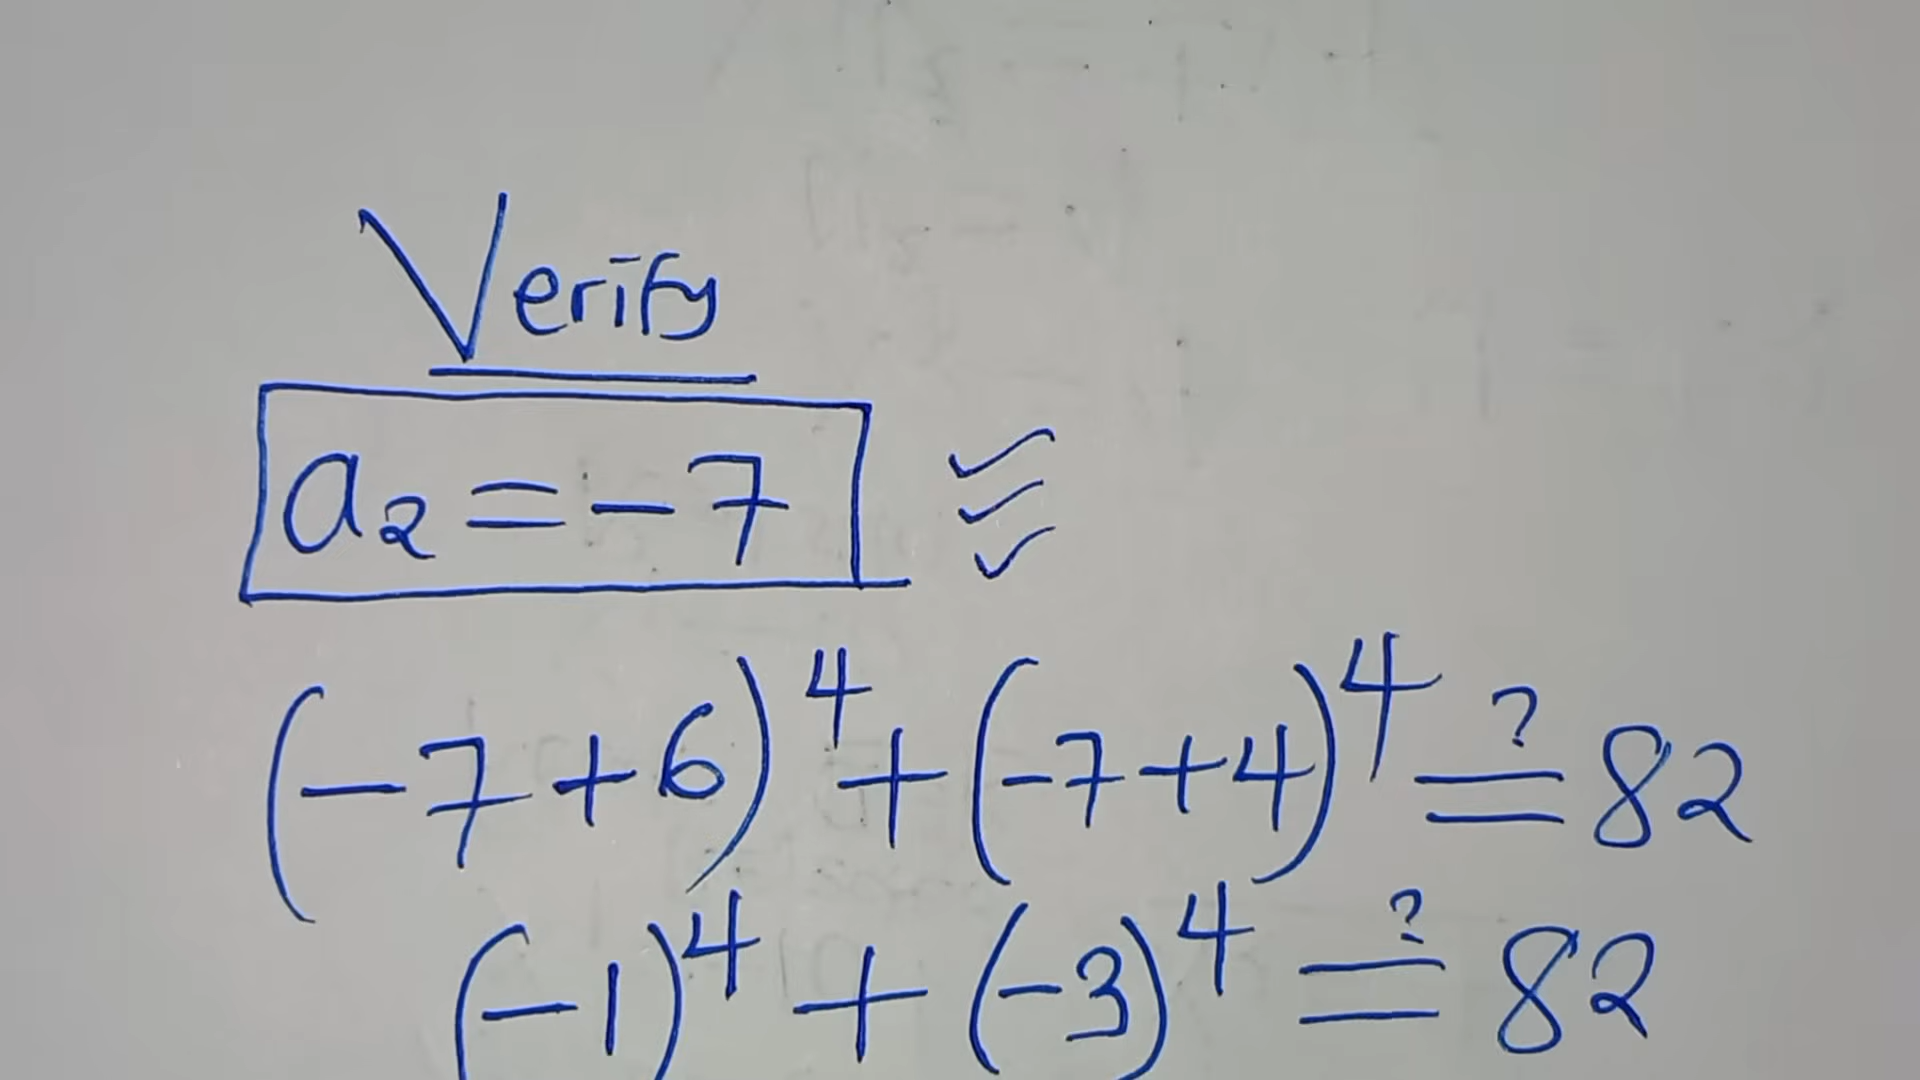 Verify
a₂ = -7
(-7+6)⁴ + (-7+4)⁴ ≟ 82
(-1)⁴ + (-3)⁴ ≟ 82